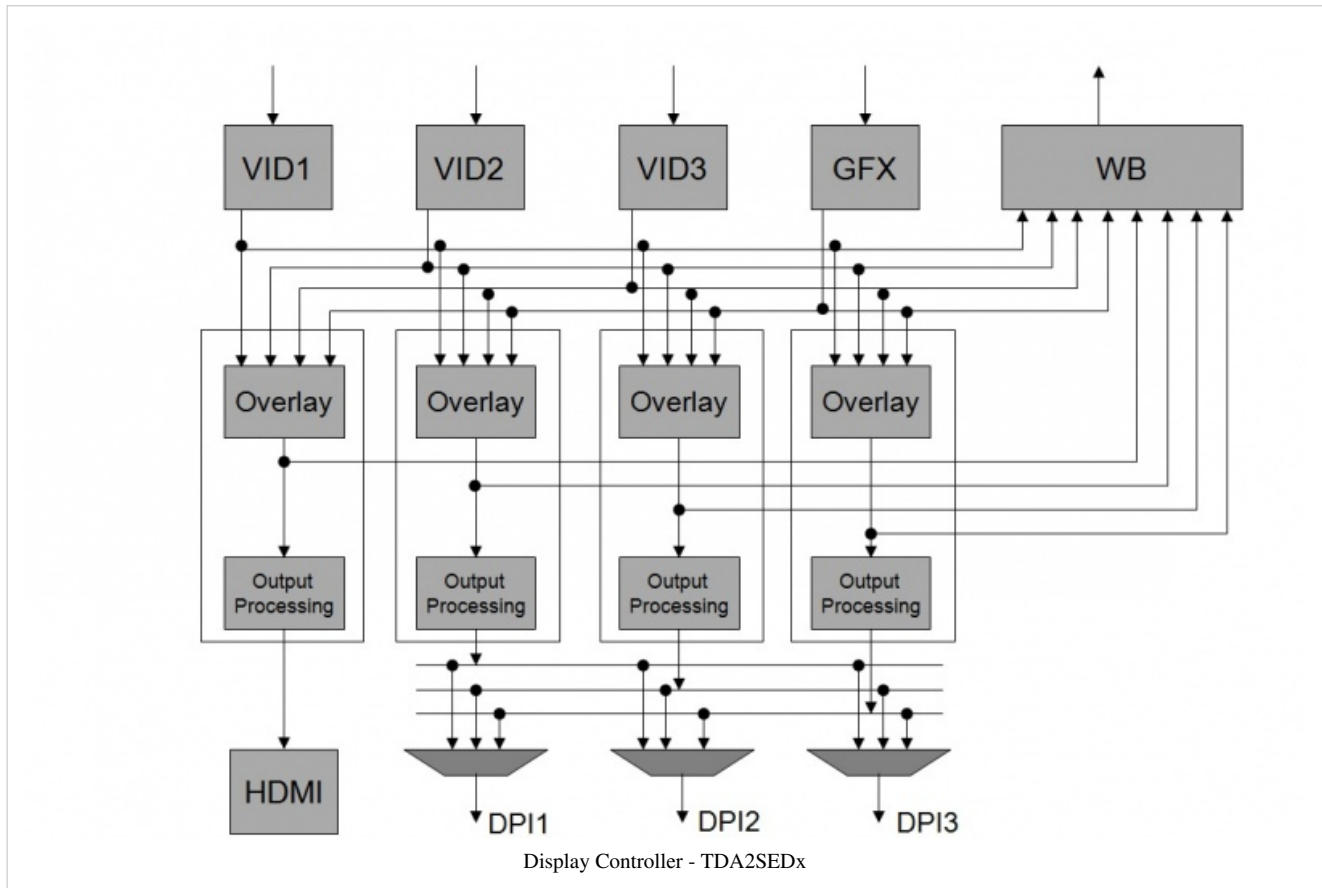 VID1
VID2
VID3
GFX
WB
Overlay
Overlay
Overlay
Overlay
Output
Processing
Output
Processing
Output
Processing
Output
Processing
HDMI
DPI1
DPI2
DPI3
Display Controller - TDA2SEDx